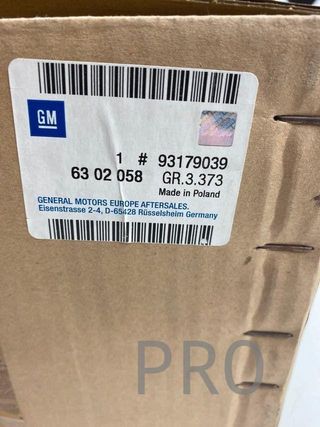 GM
1 # 93179039
63 02 058 GR.3.373
Made in Poland
GENERAL MOTORS EUROPE AFTERSALES.
Eisenstrasse 2-4, D-65428 Rüsselsheim Germany
PRO